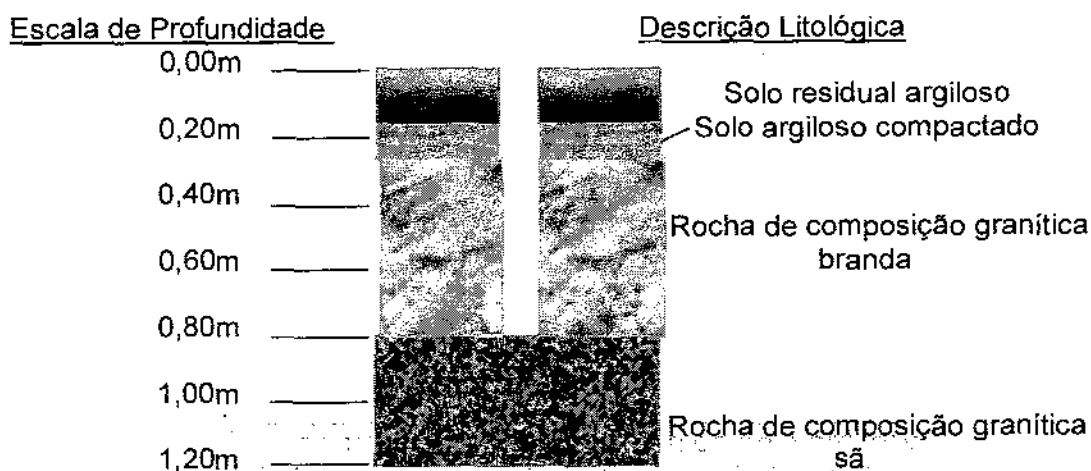 Escala de Profundidade
Descrição Litológica
0,00m
Solo residual argiloso
0,20m
Solo argiloso compactado
0,40m
Rocha de composição granítica
branda
0,60m
0,80m
1,00m
Rocha de composição granítica
sã
1,20m